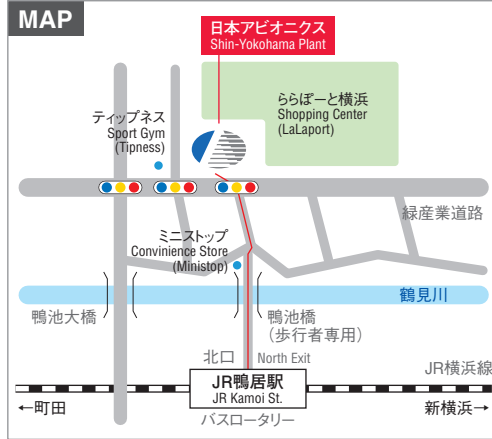 MAP
日本アビオニクス
Shin-Yokohama Plant
ららぽーと横浜
Shopping Center
(LaLaport)
ティップネス
Sport Gym
(Tipness)
緑産業道路
ミニストップ
Convinience Store
(Ministop)
鶴見川
鴨池大橋
鴨池橋
(歩行者専用)
北口
North Exit
JR横浜線
JR鴨居駅
JR Kamoi St.
←町田
新横浜→
バスロータリー